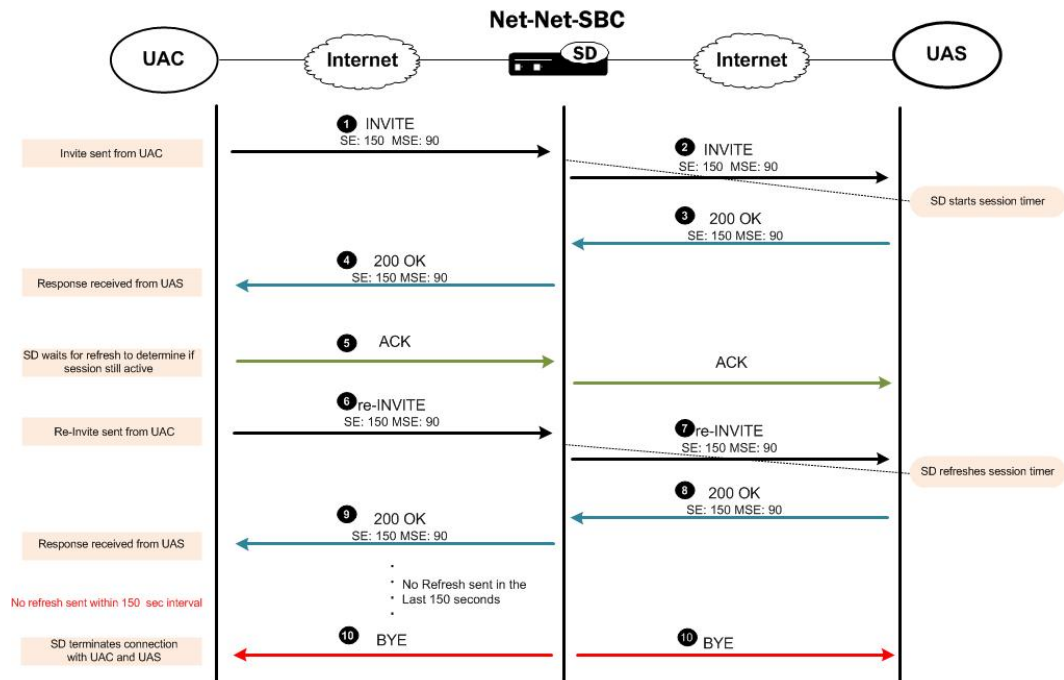 Net-Net-SBC
UAC
Internet
SD
Internet
UAS
1 INVITE
SE: 150 MSE: 90
Invite sent from UAC
2 INVITE
SE: 150 MSE: 90
SD starts session timer
3 200 OK
SE: 150 MSE: 90
4 200 OK
SE: 150 MSE: 90
Response received from UAS
5 ACK
SD waits for refresh to determine if
session still active
ACK
6 re-INVITE
SE: 150 MSE: 90
Re-Invite sent from UAC
7 re-INVITE
SE: 150 MSE: 90
SD refreshes session timer
8 200 OK
SE: 150 MSE: 90
9 200 OK
SE: 150 MSE: 90
Response received from UAS
No Refresh sent in the
Last 150 seconds
No refresh sent within 150 sec interval
10 BYE
10 BYE
SD terminates connection
with UAC and UAS